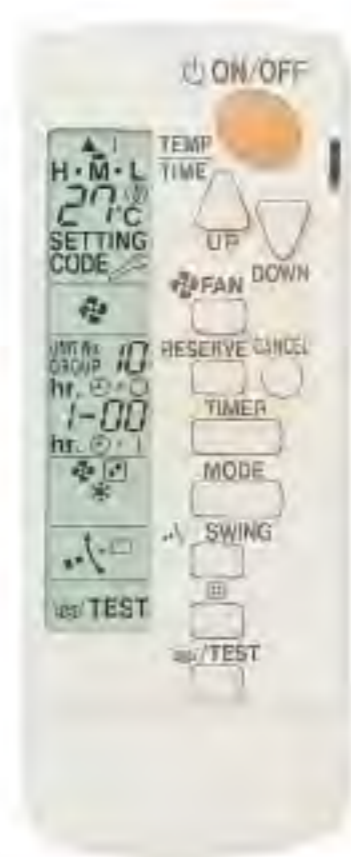 ON/OFF
TEMP
TIME
H·M·L
27°C
SETTING
CODE
UP
DOWN
FAN
UNIT No.
GROUP 10
hr.
1-00
hr.
RESERVE CANCEL
TIMER
MODE
SWING
/TEST
/TEST